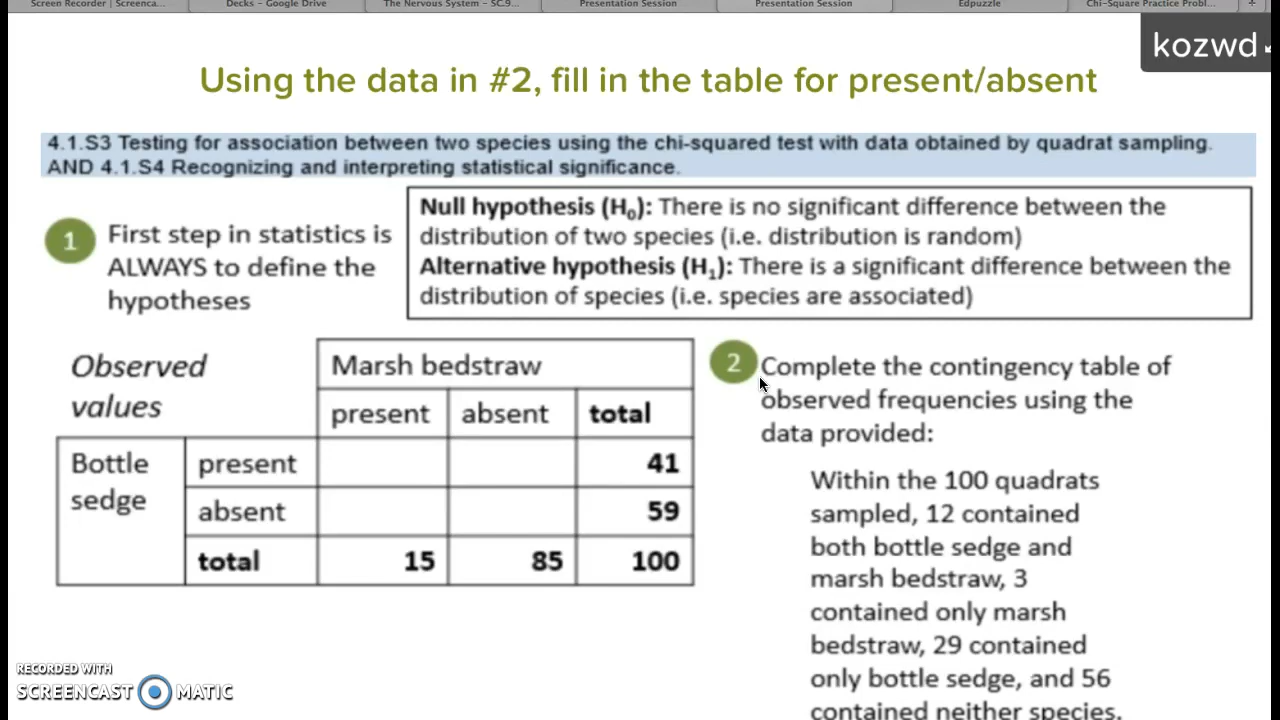 Screen Recorder | Screenca...
Decks – Google Drive
The Nervous System – SC.9...
Presentation Session
Presentation Session
Edpuzzle
Chi-Square Practice Probl...
+
kozwd
Using the data in #2, fill in the table for present/absent
4.1.S3 Testing for association between two species using the chi-squared test with data obtained by quadrat sampling.
AND 4.1.S4 Recognizing and interpreting statistical significance.
1
First step in statistics is
ALWAYS to define the
hypotheses
Null hypothesis (H₀): There is no significant difference between the
distribution of two species (i.e. distribution is random)
Alternative hypothesis (H₁): There is a significant difference between the
distribution of species (i.e. species are associated)
Observed
values
Marsh bedstraw
present absent total
Bottle
sedge
present 41
absent 59
total 15 85 100
2
Complete the contingency table of
observed frequencies using the
data provided:
Within the 100 quadrats
sampled, 12 contained
both bottle sedge and
marsh bedstraw, 3
contained only marsh
bedstraw, 29 contained
only bottle sedge, and 56
contained neither species.
RECORDED WITH
SCREENCAST MATIC